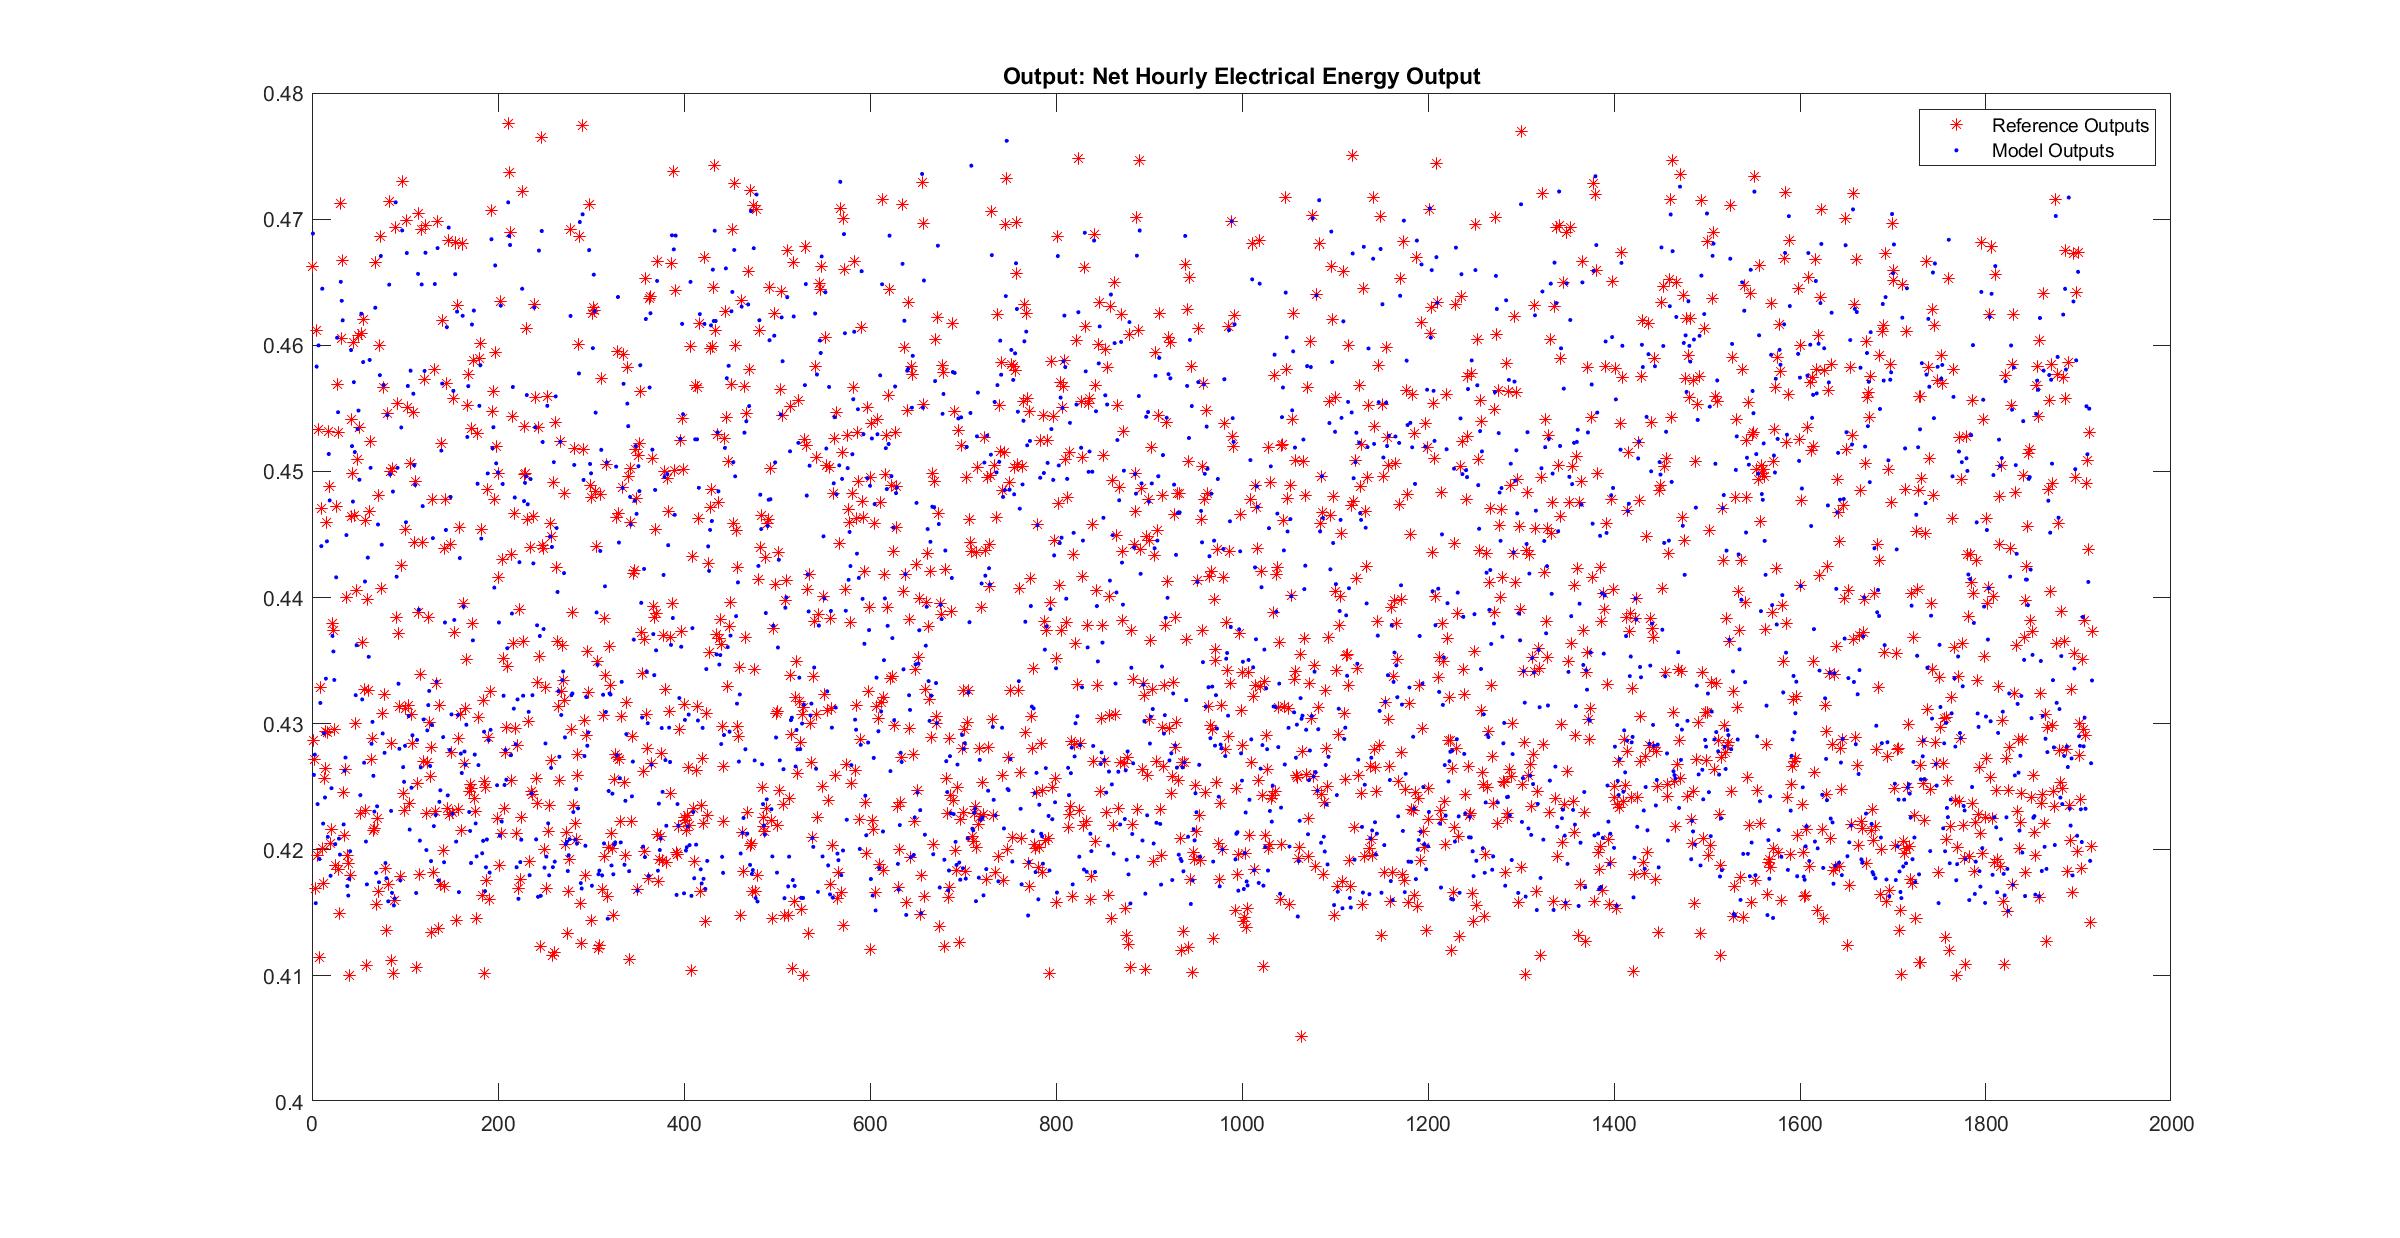 Output: Net Hourly Electrical Energy Output
Reference Outputs
Model Outputs
0.48
0.47
0.46
0.45
0.44
0.43
0.42
0.41
0.4
0 200 400 600 800 1000 1200 1400 1600 1800 2000